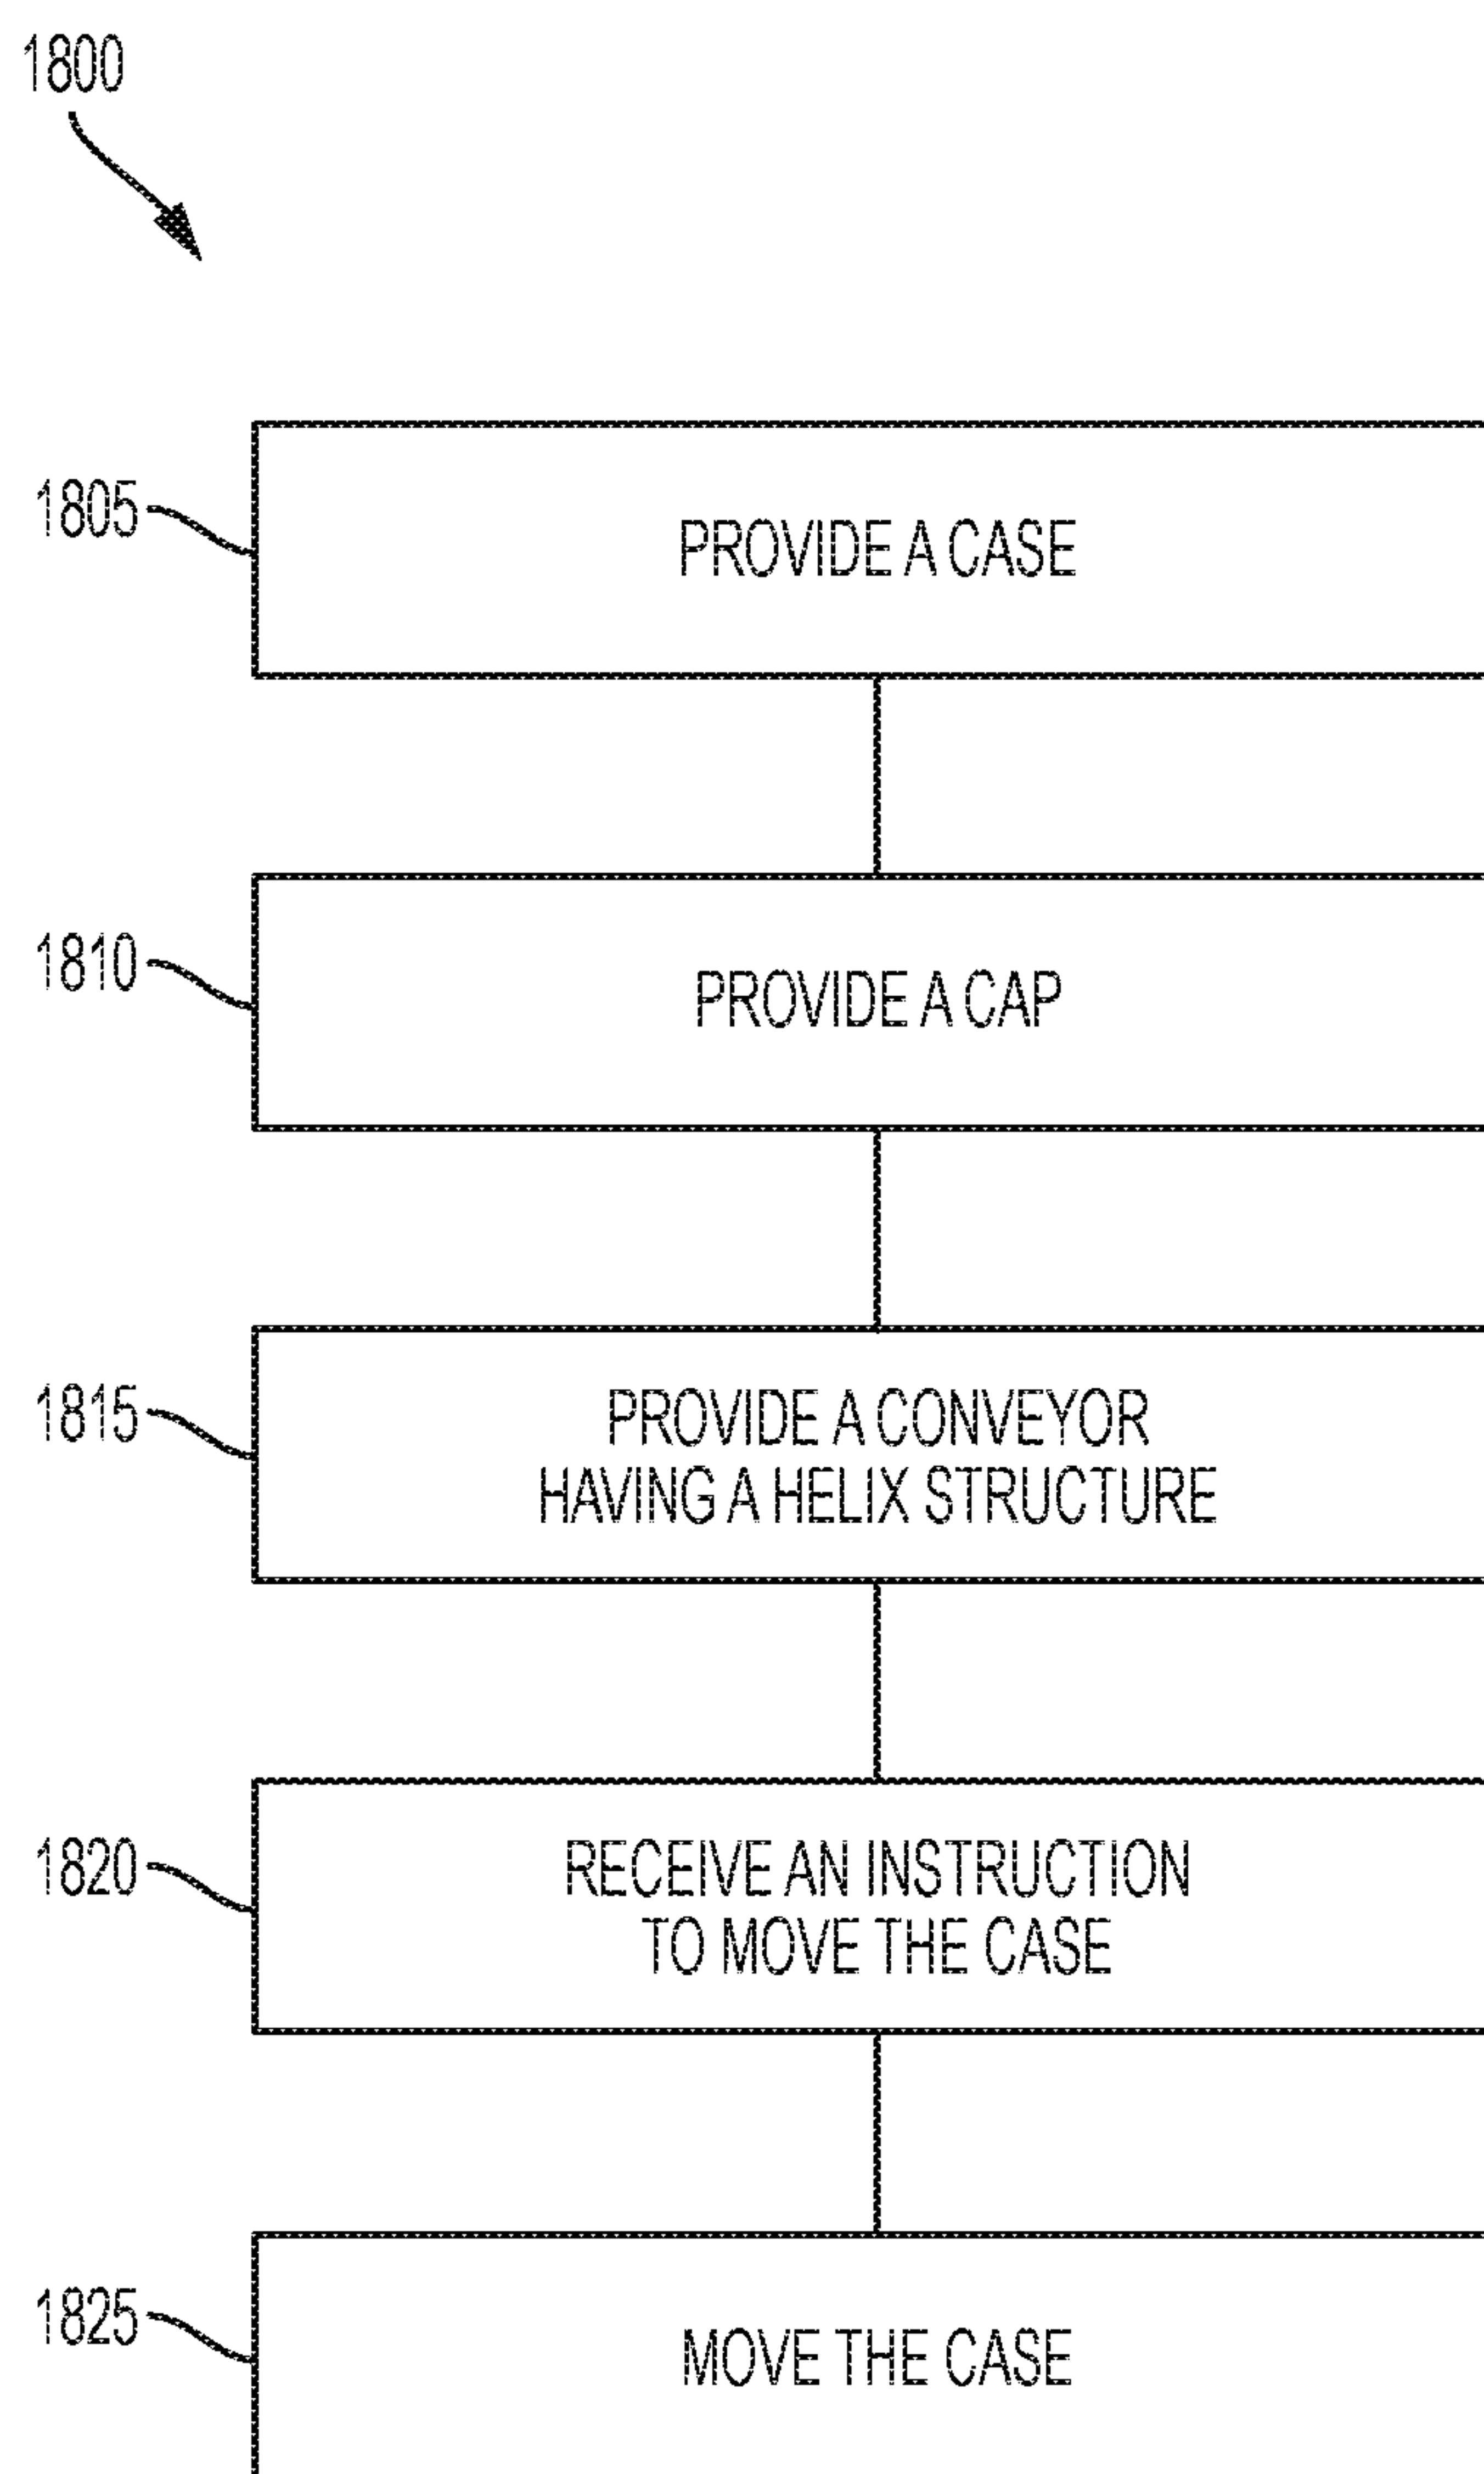 1800
1805
PROVIDE A CASE
1810
PROVIDE A CAP
1815
PROVIDE A CONVEYOR
HAVING A HELIX STRUCTURE
1820
RECEIVE AN INSTRUCTION
TO MOVE THE CASE
1825
MOVE THE CASE